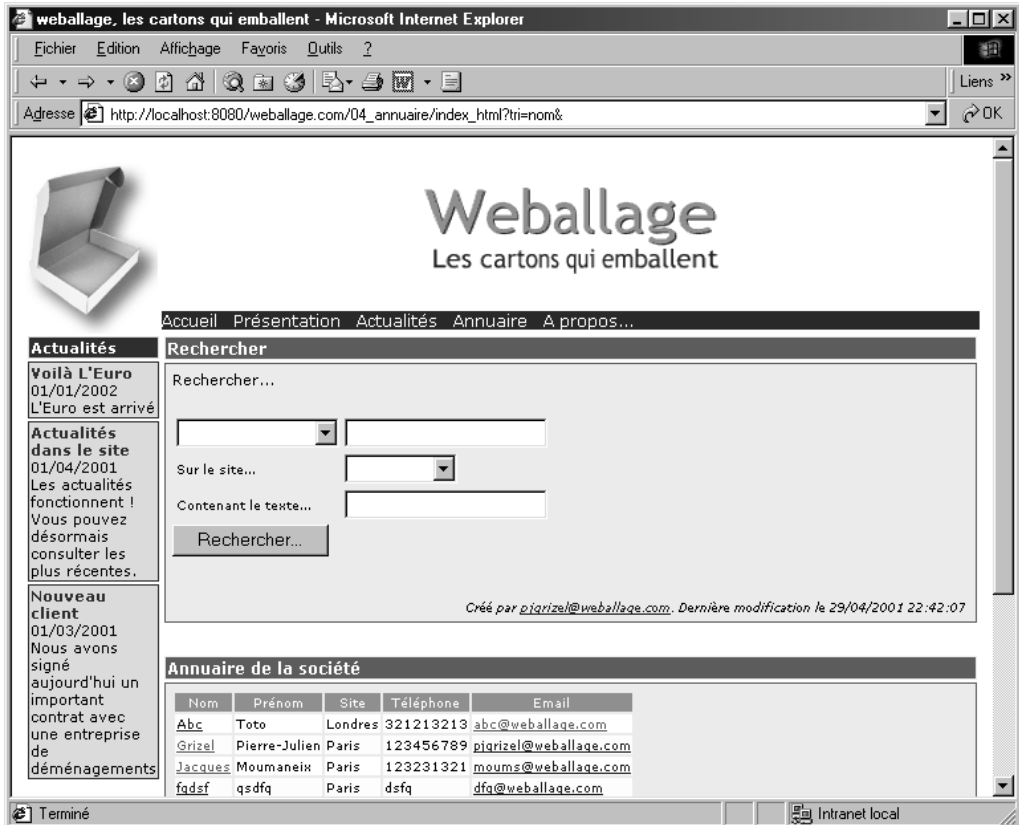 weballage, les cartons qui emballent - Microsoft Internet Explorer
Fichier Edition Affichage Favoris Outils ?
Liens »
Adresse http://localhost:8080/weballage.com/04_annuaire/index_html?tri=nom& OK
Weballage
Les cartons qui emballent
Accueil Présentation Actualités Annuaire A propos...
Actualités
Voilà L'Euro
01/01/2002
L'Euro est arrivé
Actualités
dans le site
01/04/2001
Les actualités
fonctionnent !
Vous pouvez
désormais
consulter les
plus récentes.
Nouveau
client
01/03/2001
Nous avons
signé
aujourd'hui un
important
contrat avec
une entreprise
de
déménagements
Rechercher
Rechercher...
Sur le site...
Contenant le texte...
Rechercher...
Créé par pjgrizel@weballage.com. Dernière modification le 29/04/2001 22:42:07
Annuaire de la société
Nom Prénom Site Téléphone Email
Abc Toto Londres 321213213 abc@weballage.com
Grizel Pierre-Julien Paris 123456789 pjgrizel@weballage.com
Jacques Moumaneix Paris 123231321 moums@weballage.com
fqdsf qsdfq Paris dsfq dfq@weballage.com
Terminé
Intranet local